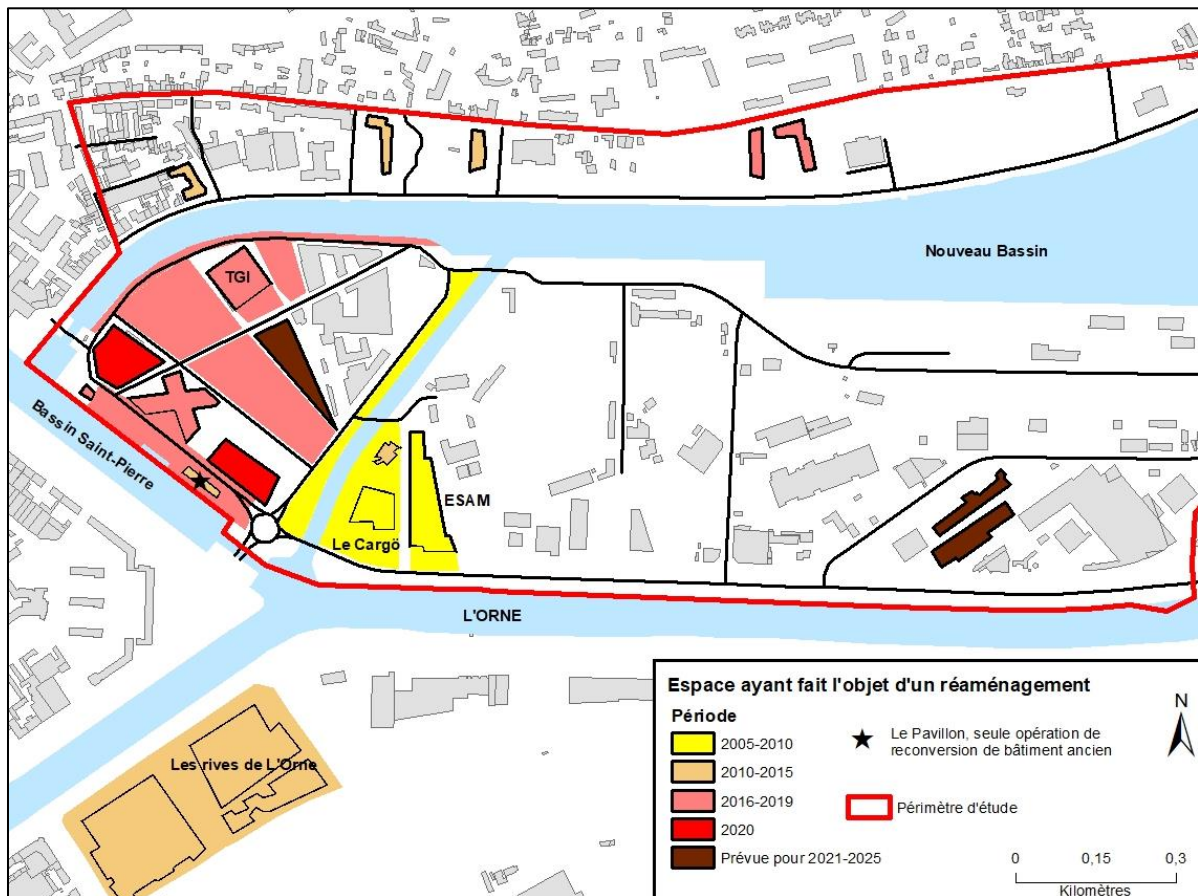 TGI
Nouveau Bassin
Bassin Saint-Pierre
ESAM
Le Cargö
L'ORNE
Les rives de L'Orne
Espace ayant fait l'objet d'un réaménagement
Période
2005-2010
2010-2015
2016-2019
2020
Prévue pour 2021-2025
Le Pavillon, seule opération de
reconversion de bâtiment ancien
Périmètre d'étude
N
0 0,15 0,3
Kilomètres